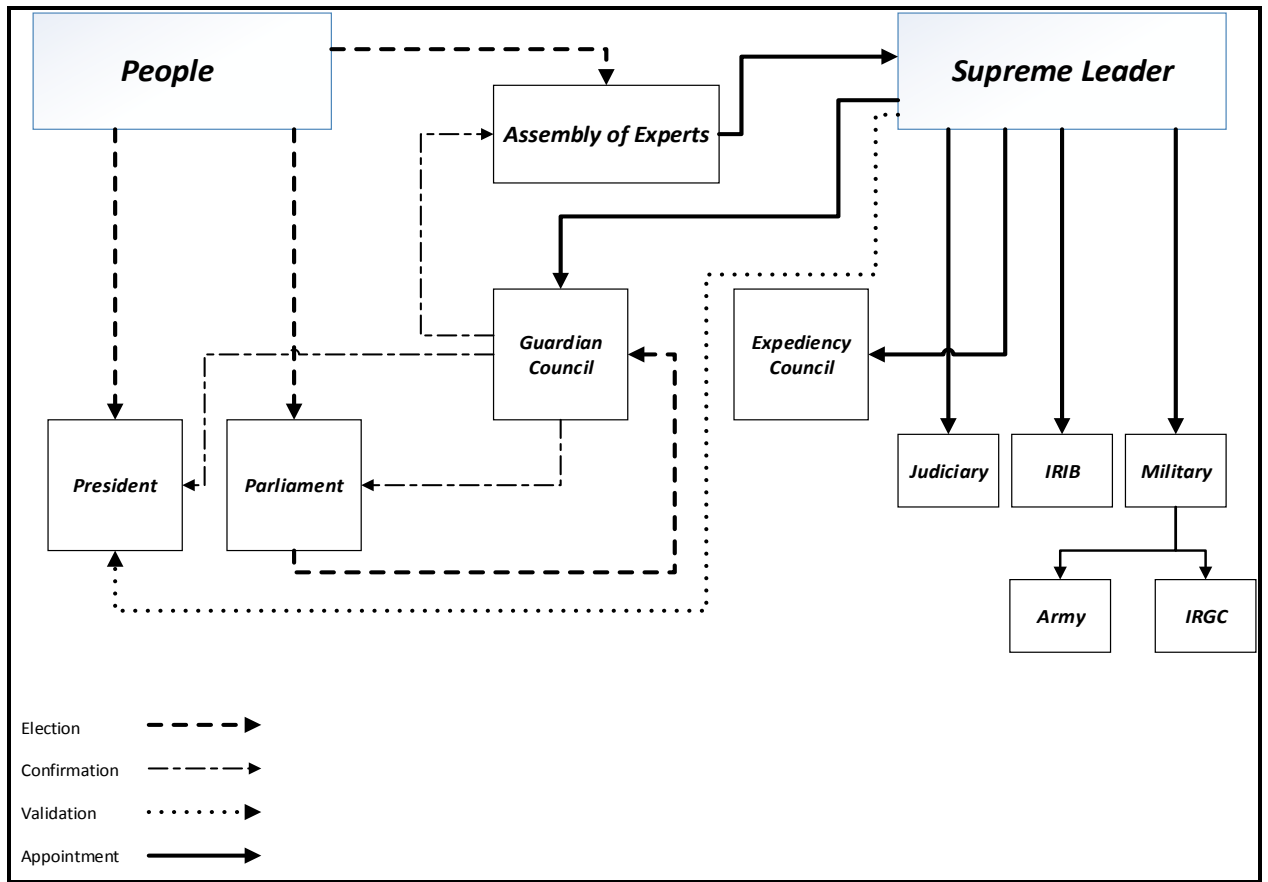 People
Supreme Leader
Assembly of Experts
Guardian
Council
Expediency
Council
President
Parliament
Judiciary
IRIB
Military
Army
IRGC
Election
Confirmation
Validation
Appointment